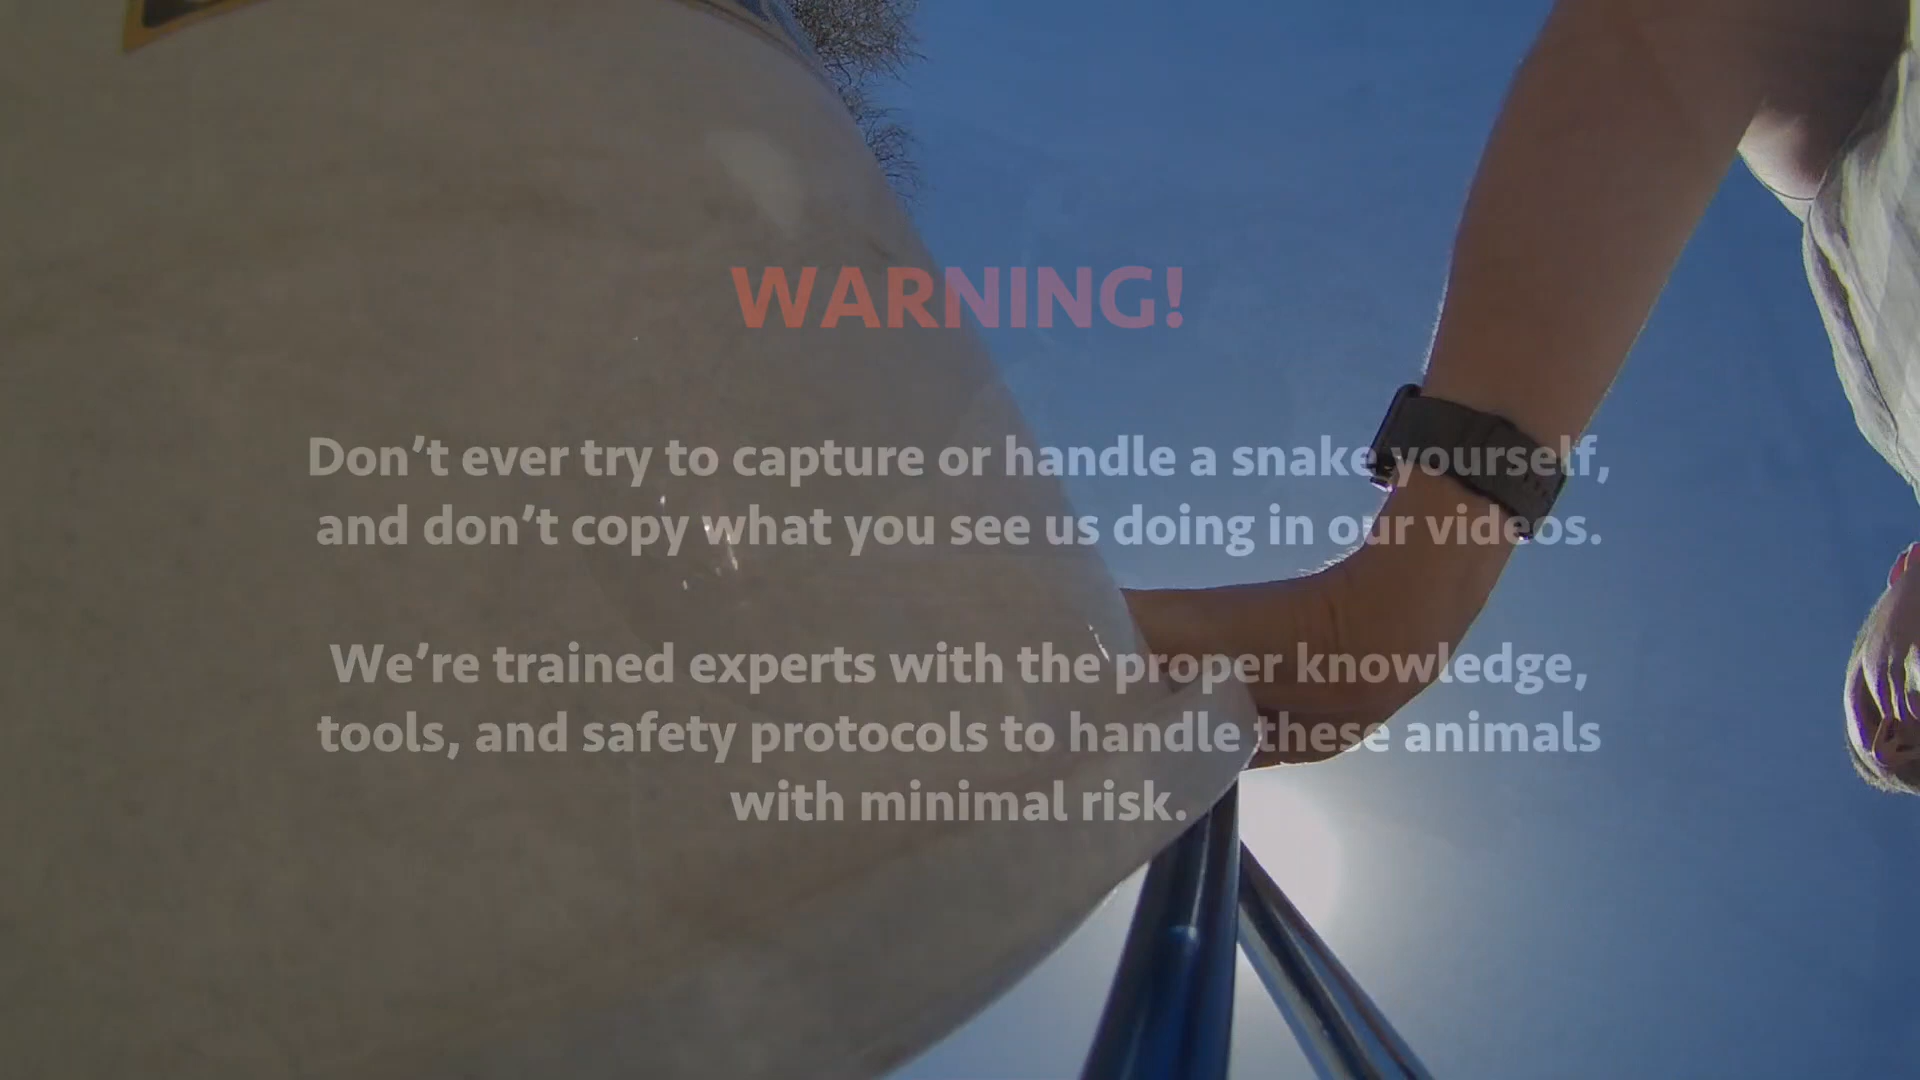 WARNING!
Don’t ever try to capture or handle a snake yourself,
and don’t copy what you see us doing in our videos.
We’re trained experts with the proper knowledge,
tools, and safety protocols to handle these animals
with minimal risk.